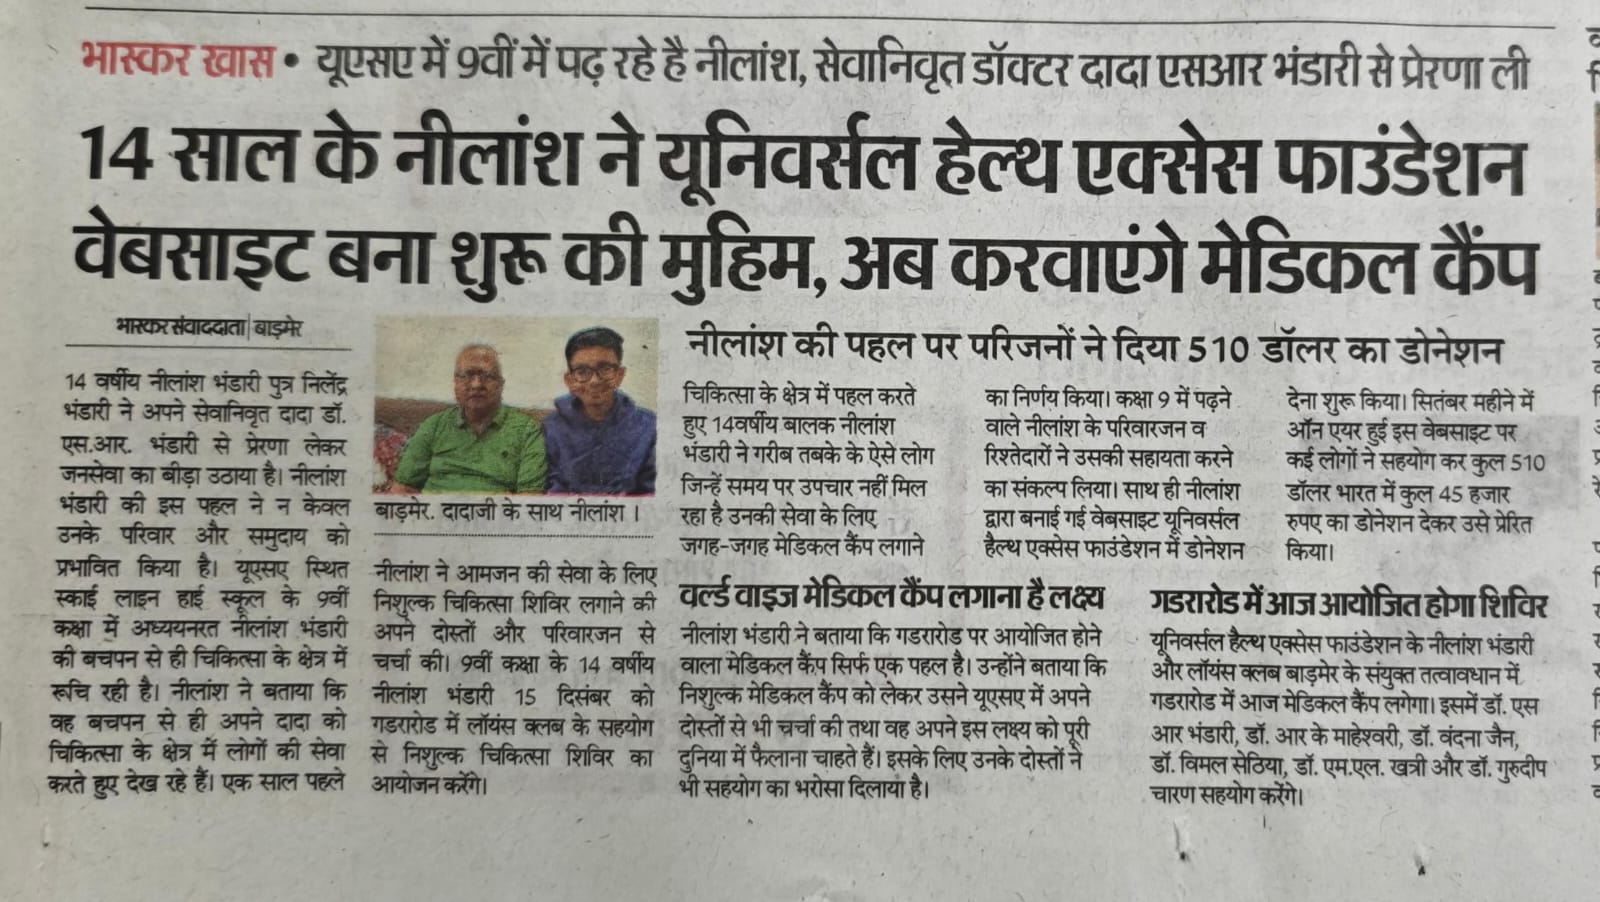 भास्कर खास • यूएसए में 9वीं में पढ़ रहे है नीलांश, सेवानिवृत डॉक्टर दादा एसआर भंडारी से प्रेरणा ली
14 साल के नीलांश ने यूनिवर्सल हेल्थ एक्सेस फाउंडेशन
वेबसाइट बना शुरू की मुहिम, अब करवाएंगे मेडिकल कैंप
भास्कर संवाददाता | बाड़मेर
14 वर्षीय नीलांश भंडारी पुत्र निलेंद्र
भंडारी ने अपने सेवानिवृत दादा डॉ.
एस.आर. भंडारी से प्रेरणा लेकर
जनसेवा का बीड़ा उठाया है। नीलांश
भंडारी की इस पहल ने न केवल
उनके परिवार और समुदाय को
प्रभावित किया है। यूएसए स्थित
स्काई लाइन हाई स्कूल के 9वीं
कक्षा में अध्ययनरत नीलांश भंडारी
की बचपन से ही चिकित्सा के क्षेत्र में
रूचि रही है। नीलांश ने बताया कि
वह बचपन से ही अपने दादा को
चिकित्सा के क्षेत्र में लोगों की सेवा
करते हुए देख रहे हैं। एक साल पहले
बाड़मेर. दादाजी के साथ नीलांश ।
नीलांश ने आमजन की सेवा के लिए
निशुल्क चिकित्सा शिविर लगाने की
अपने दोस्तों और परिवारजन से
चर्चा की। 9वीं कक्षा के 14 वर्षीय
नीलांश भंडारी 15 दिसंबर को
गडरारोड में लॉयंस क्लब के सहयोग
से निशुल्क चिकित्सा शिविर का
आयोजन करेंगे।
नीलांश की पहल पर परिजनों ने दिया 510 डॉलर का डोनेशन
चिकित्सा के क्षेत्र में पहल करते
हुए 14वर्षीय बालक नीलांश
भंडारी ने गरीब तबके के ऐसे लोग
जिन्हें समय पर उपचार नहीं मिल
रहा है उनकी सेवा के लिए
जगह-जगह मेडिकल कैंप लगाने
का निर्णय किया। कक्षा 9 में पढ़ने
वाले नीलांश के परिवारजन व
रिश्तेदारों ने उसकी सहायता करने
का संकल्प लिया। साथ ही नीलांश
द्वारा बनाई गई वेबसाइट यूनिवर्सल
हैल्थ एक्सेस फाउंडेशन में डोनेशन
देना शुरू किया। सितंबर महीने में
ऑन एयर हुई इस वेबसाइट पर
कई लोगों ने सहयोग कर कुल 510
डॉलर भारत में कुल 45 हजार
रुपए का डोनेशन देकर उसे प्रेरित
किया।
वर्ल्ड वाइज मेडिकल कैंप लगाना है लक्ष्य
नीलांश भंडारी ने बताया कि गडरारोड पर आयोजित होने
वाला मेडिकल कैंप सिर्फ एक पहल है। उन्होंने बताया कि
निशुल्क मेडिकल कैंप को लेकर उसने यूएसए में अपने
दोस्तों से भी चर्चा की तथा वह अपने इस लक्ष्य को पूरी
दुनिया में फैलाना चाहते हैं। इसके लिए उनके दोस्तों ने
भी सहयोग का भरोसा दिलाया है।
गडरारोड में आज आयोजित होगा शिविर
यूनिवर्सल हैल्थ एक्सेस फाउंडेशन के नीलांश भंडारी
और लॉयंस क्लब बाड़मेर के संयुक्त तत्वावधान में
गडरारोड में आज मेडिकल कैंप लगेगा। इसमें डॉ. एस
आर भंडारी, डॉ. आर के माहेश्वरी, डॉ. वंदना जैन,
डॉ. विमल सेठिया, डॉ. एम.एल. खत्री और डॉ. गुरुदीप
चारण सहयोग करेंगे।